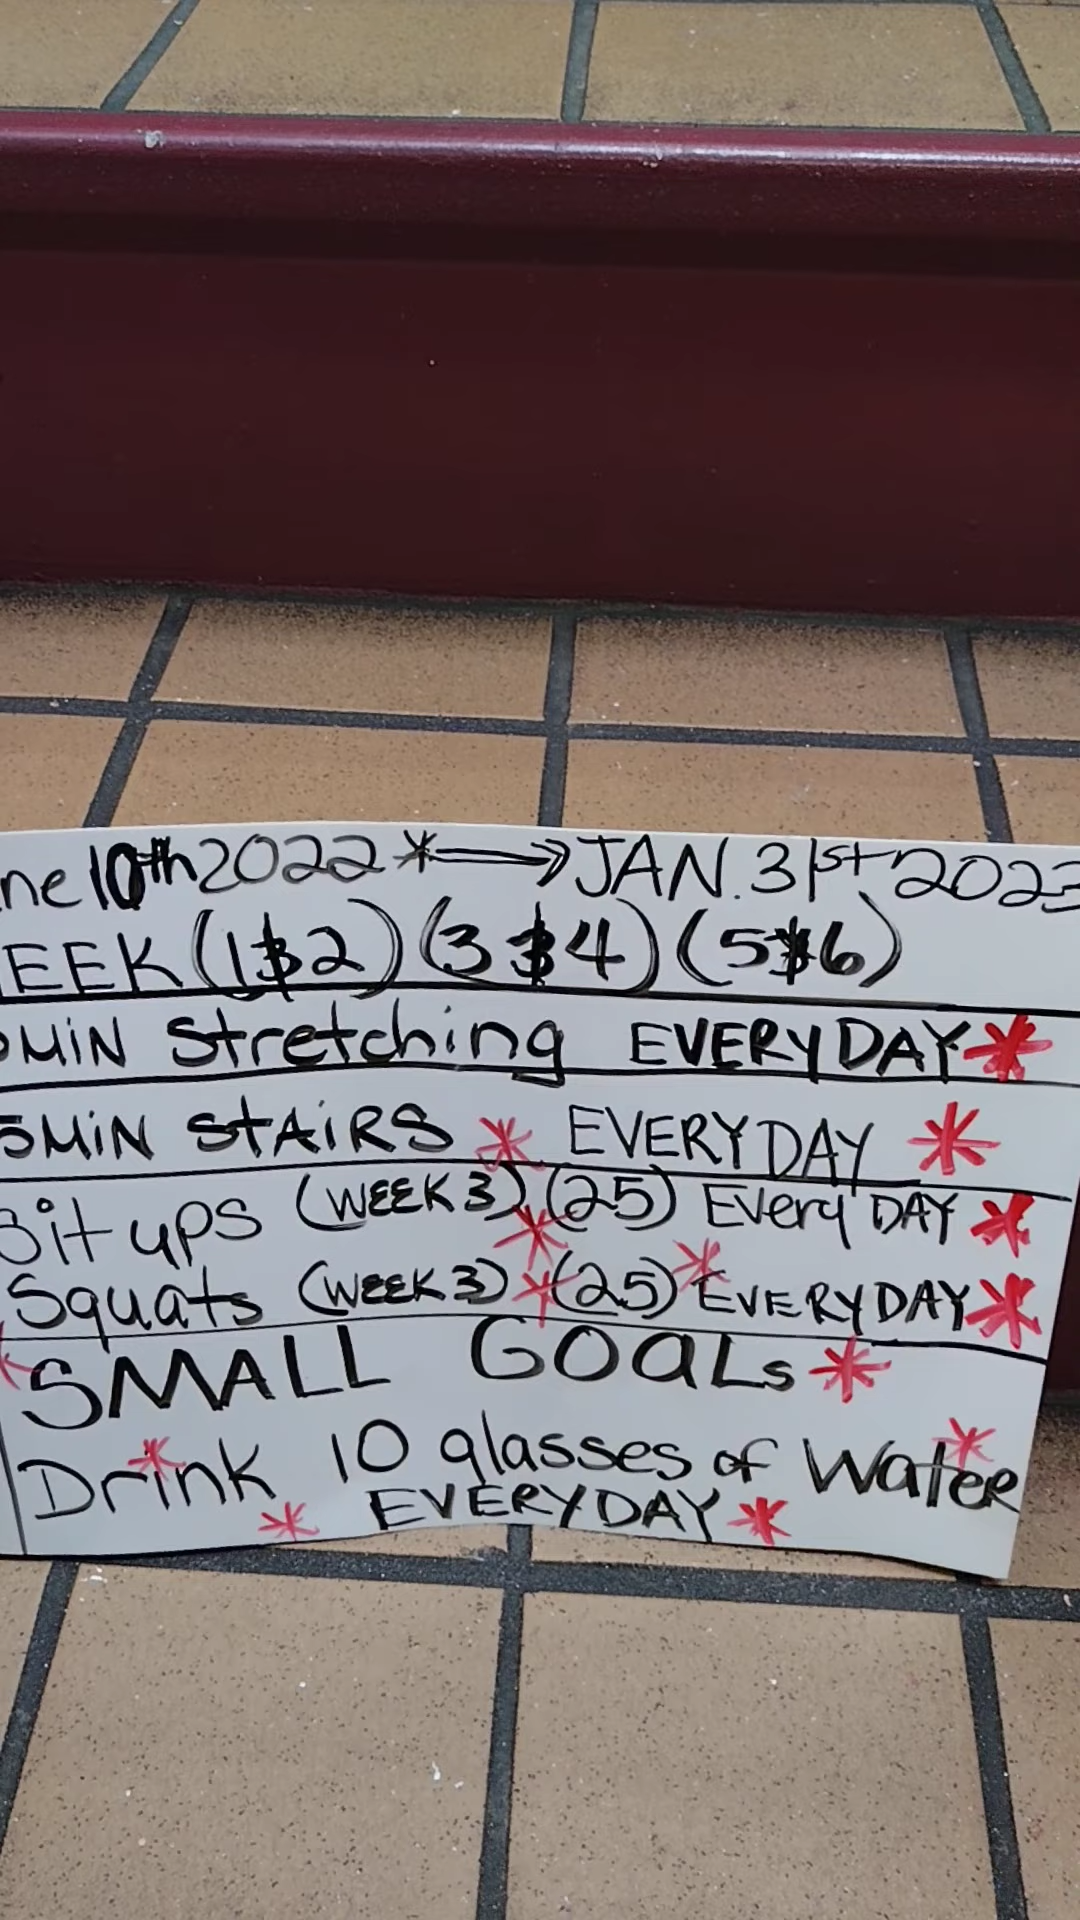 ne 10th 2022 * → JAN. 31st 2023
EEK (1 & 2) (3 & 4) (5 & 6)
MiN Stretching EVERYDAY *
5MiN STAiRS * EVERYDAY *
Sit ups (WEEK 3) * (25) Every DAY *
Squats (WEEK 3) * (25) * EVERYDAY *
* SMALL GOALs *
Drink 10 glasses of Water *
* EVERYDAY *